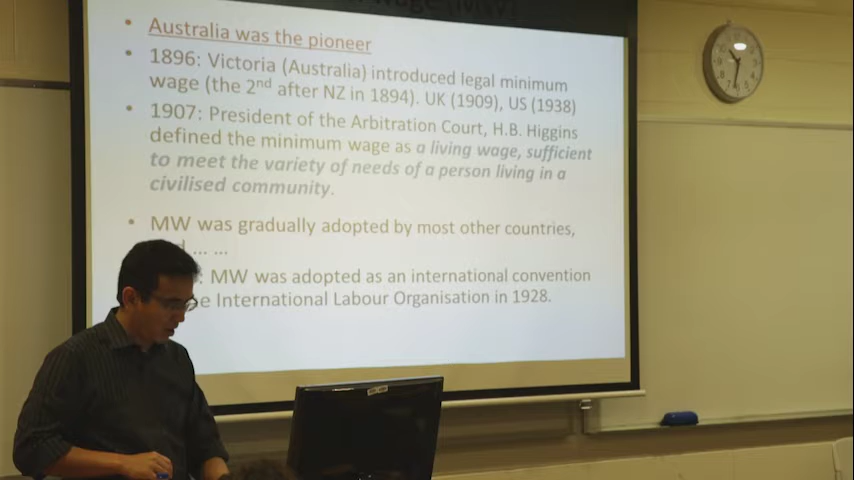 wage (MW)
• Australia was the pioneer
• 1896: Victoria (Australia) introduced legal minimum
wage (the 2nd after NZ in 1894). UK (1909), US (1938)
• 1907: President of the Arbitration Court, H.B. Higgins
defined the minimum wage as a living wage, sufficient
to meet the variety of needs of a person living in a
civilised community.
• MW was gradually adopted by most other countries,
... ...
: MW was adopted as an international convention
International Labour Organisation in 1928.